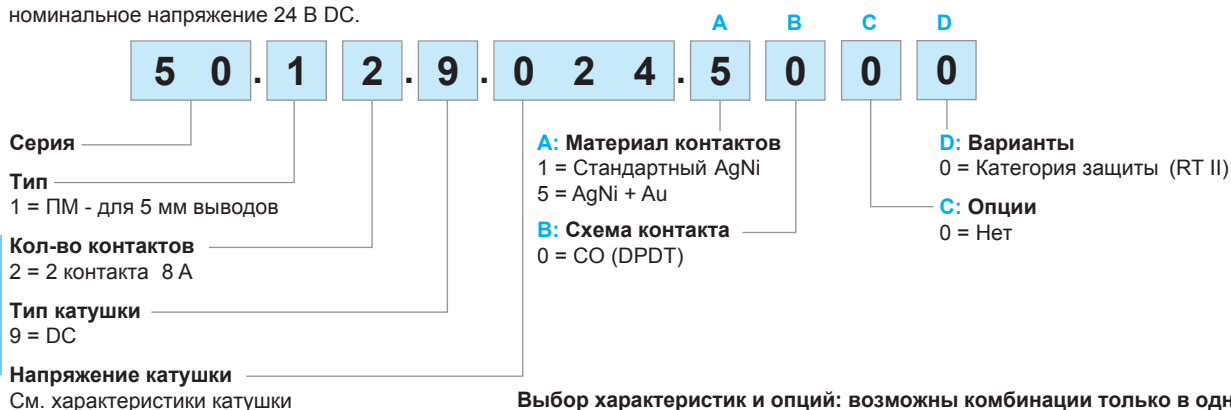 номинальное напряжение 24 В DC.
A B C D
5 0 . 1 2 . 9 . 0 2 4 . 5 0 0 0
Серия
Тип
1 = ПМ - для 5 мм выводов
Кол-во контактов
2 = 2 контакта 8 A
Тип катушки
9 = DC
Напряжение катушки
См. характеристики катушки
A: Материал контактов
1 = Стандартный AgNi
5 = AgNi + Au
B: Схема контакта
0 = CO (DPDT)
D: Варианты
0 = Категория защиты (RT II)
C: Опции
0 = Нет
Выбор характеристик и опций: возможны комбинации только в